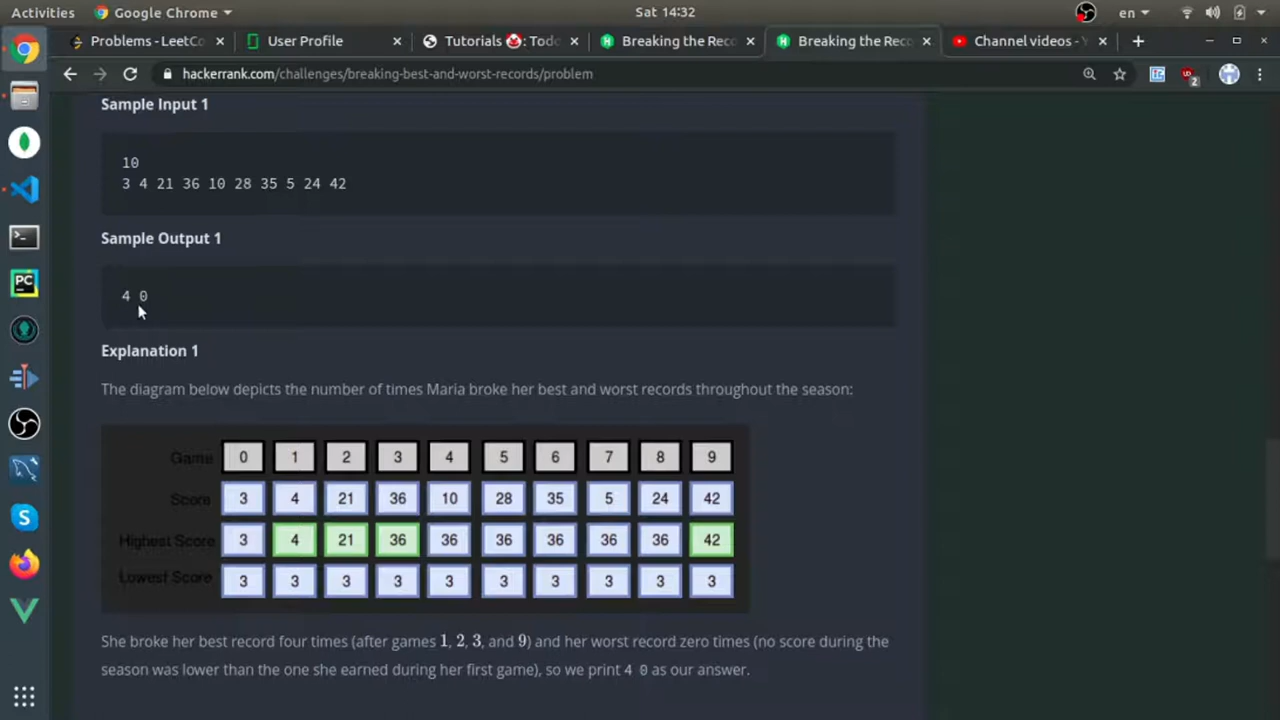 Activities Google Chrome Sat 14:32 en
Problems - LeetCo User Profile Tutorials 🤡: Todo Breaking the Reco Breaking the Reco Channel videos - Y
hackerrank.com/challenges/breaking-best-and-worst-records/problem 2
Sample Input 1
10
3 4 21 36 10 28 35 5 24 42
Sample Output 1
4 0
Explanation 1
The diagram below depicts the number of times Maria broke her best and worst records throughout the season:
Game 0 1 2 3 4 5 6 7 8 9
Score 3 4 21 36 10 28 35 5 24 42
Highest Score 3 4 21 36 36 36 36 36 36 42
Lowest Score 3 3 3 3 3 3 3 3 3 3
She broke her best record four times (after games 1, 2, 3, and 9) and her worst record zero times (no score during the
season was lower than the one she earned during her first game), so we print 4 0 as our answer.
PC